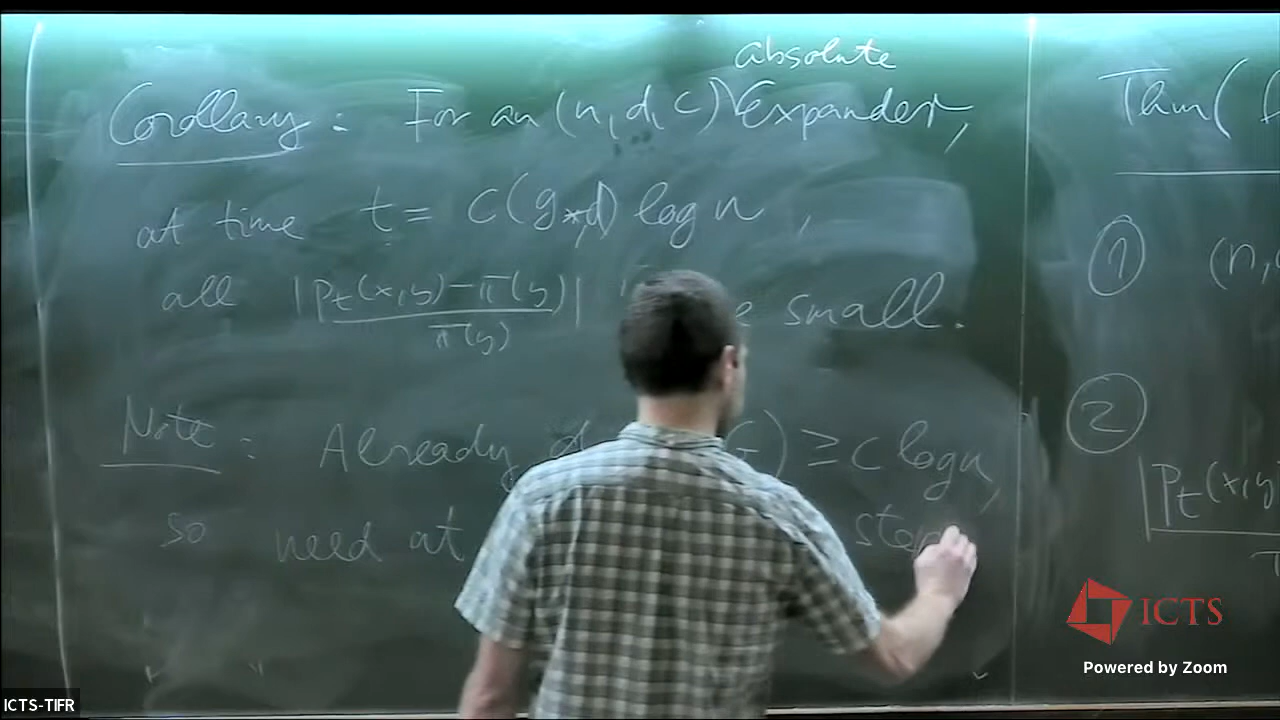 absolute
Corollary : For an (n, d, c) Expander,
at time t = c(g*,d) log n ,
all |Pt(x,y) - π(y)| / π(y) small.
Note : Already ) ≥ c log n,
so need at step
Thm(
①
(n,
②
|Pt(x,y)
ICTS
Powered by Zoom
ICTS-TIFR